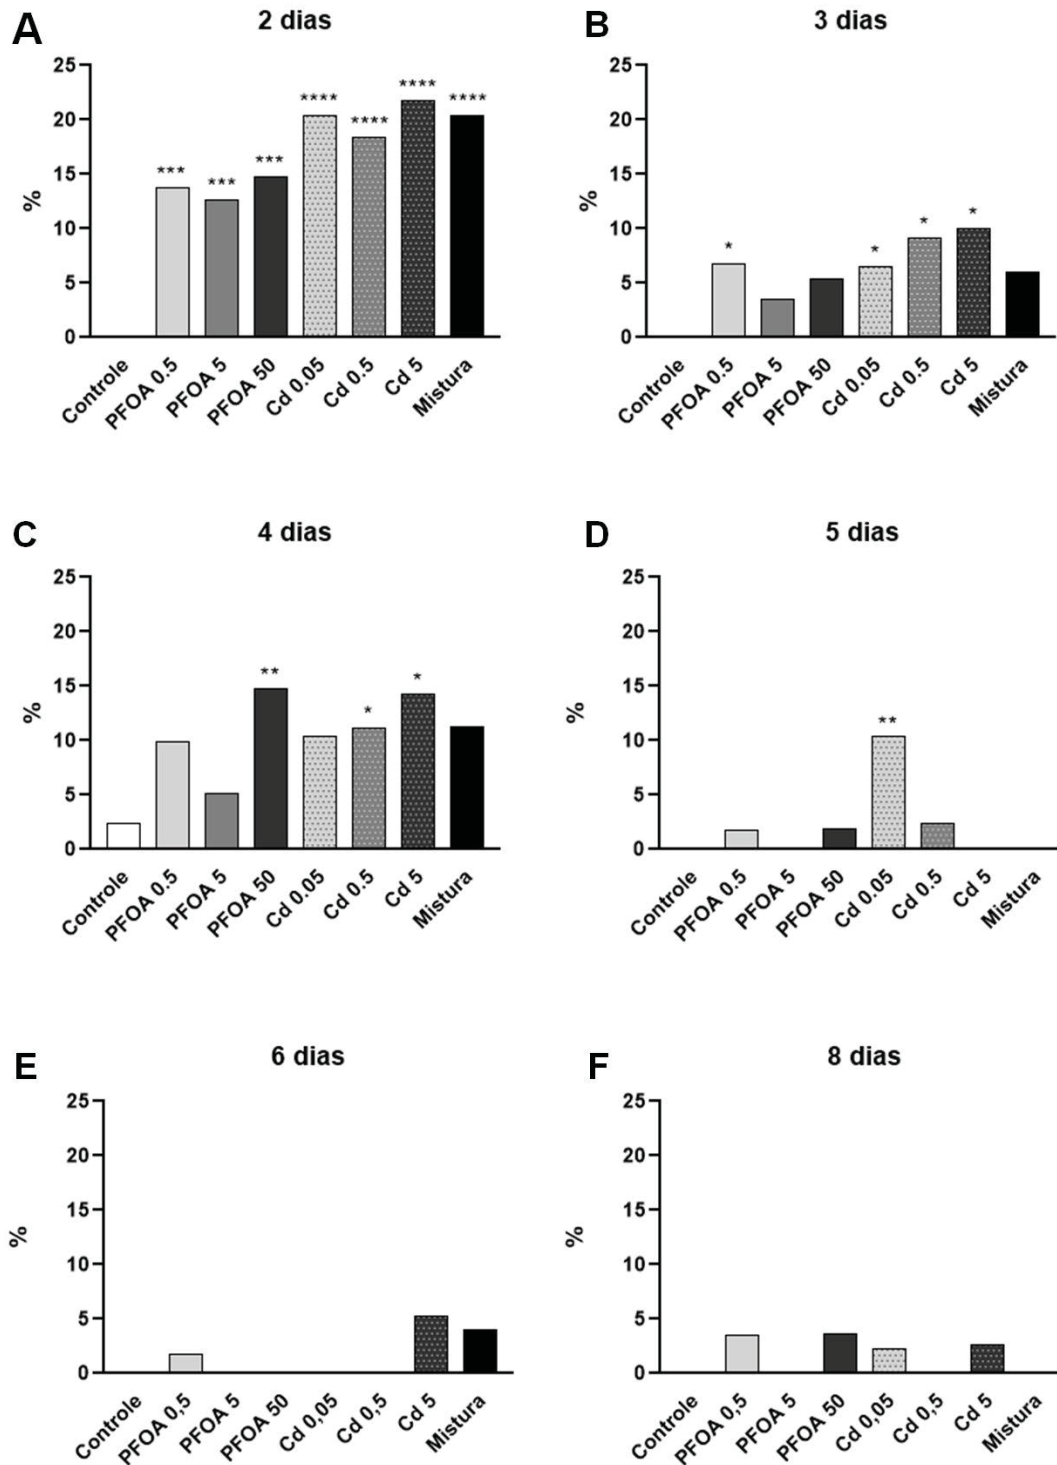 A
2 dias
25
20
15
10
5
0
%
***
***
***
****
****
****
****
Controle
PFOA 0.5
PFOA 5
PFOA 50
Cd 0.05
Cd 0.5
Cd 5
Mistura
B
3 dias
25
20
15
10
5
0
%
*
*
*
*
Controle
PFOA 0.5
PFOA 5
PFOA 50
Cd 0.05
Cd 0.5
Cd 5
Mistura
C
4 dias
25
20
15
10
5
0
%
**
*
*
Controle
PFOA 0.5
PFOA 5
PFOA 50
Cd 0.05
Cd 0.5
Cd 5
Mistura
D
5 dias
25
20
15
10
5
0
%
**
Controle
PFOA 0.5
PFOA 5
PFOA 50
Cd 0.05
Cd 0.5
Cd 5
Mistura
E
6 dias
25
20
15
10
5
0
%
Controle
PFOA 0,5
PFOA 5
PFOA 50
Cd 0,05
Cd 0,5
Cd 5
Mistura
F
8 dias
25
20
15
10
5
0
%
Controle
PFOA 0,5
PFOA 5
PFOA 50
Cd 0,05
Cd 0,5
Cd 5
Mistura